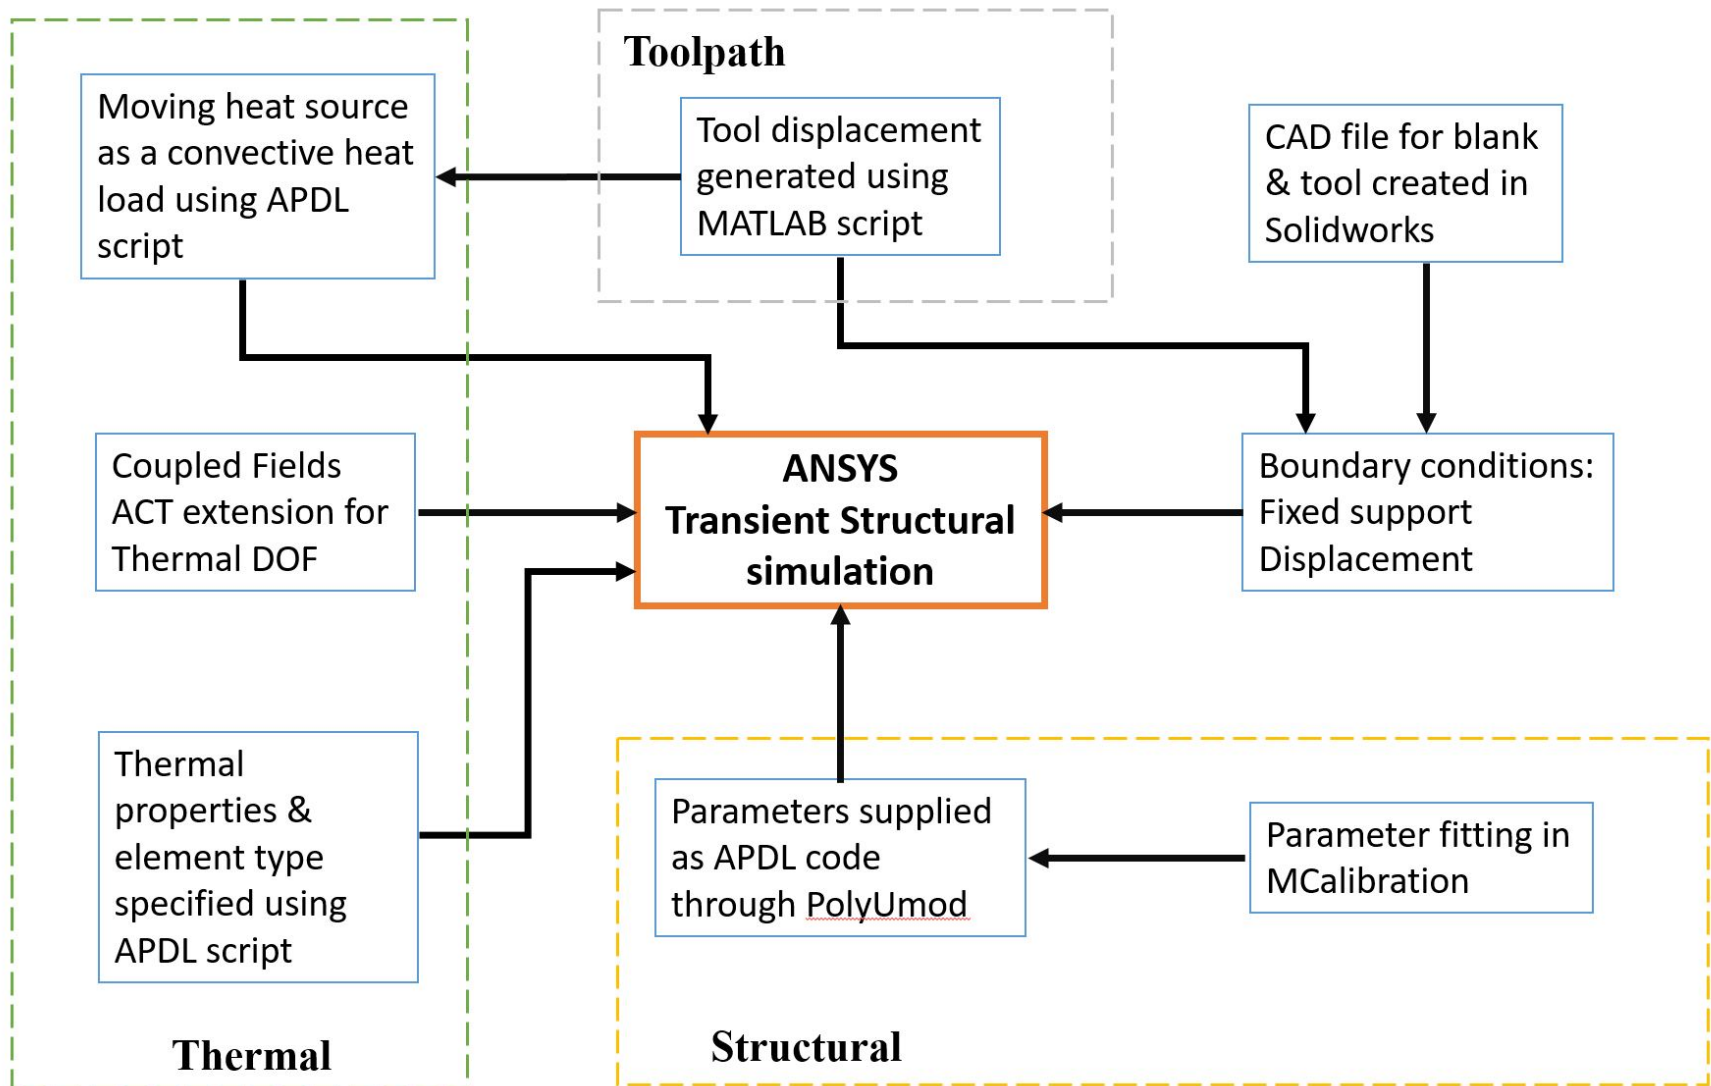 Toolpath
Moving heat source
as a convective heat
load using APDL
script
Tool displacement
generated using
MATLAB script
CAD file for blank
& tool created in
Solidworks
Coupled Fields
ACT extension for
Thermal DOF
ANSYS
Transient Structural
simulation
Boundary conditions:
Fixed support
Displacement
Thermal
properties &
element type
specified using
APDL script
Parameters supplied
as APDL code
through PolyUmod
Parameter fitting in
MCalibration
Thermal
Structural